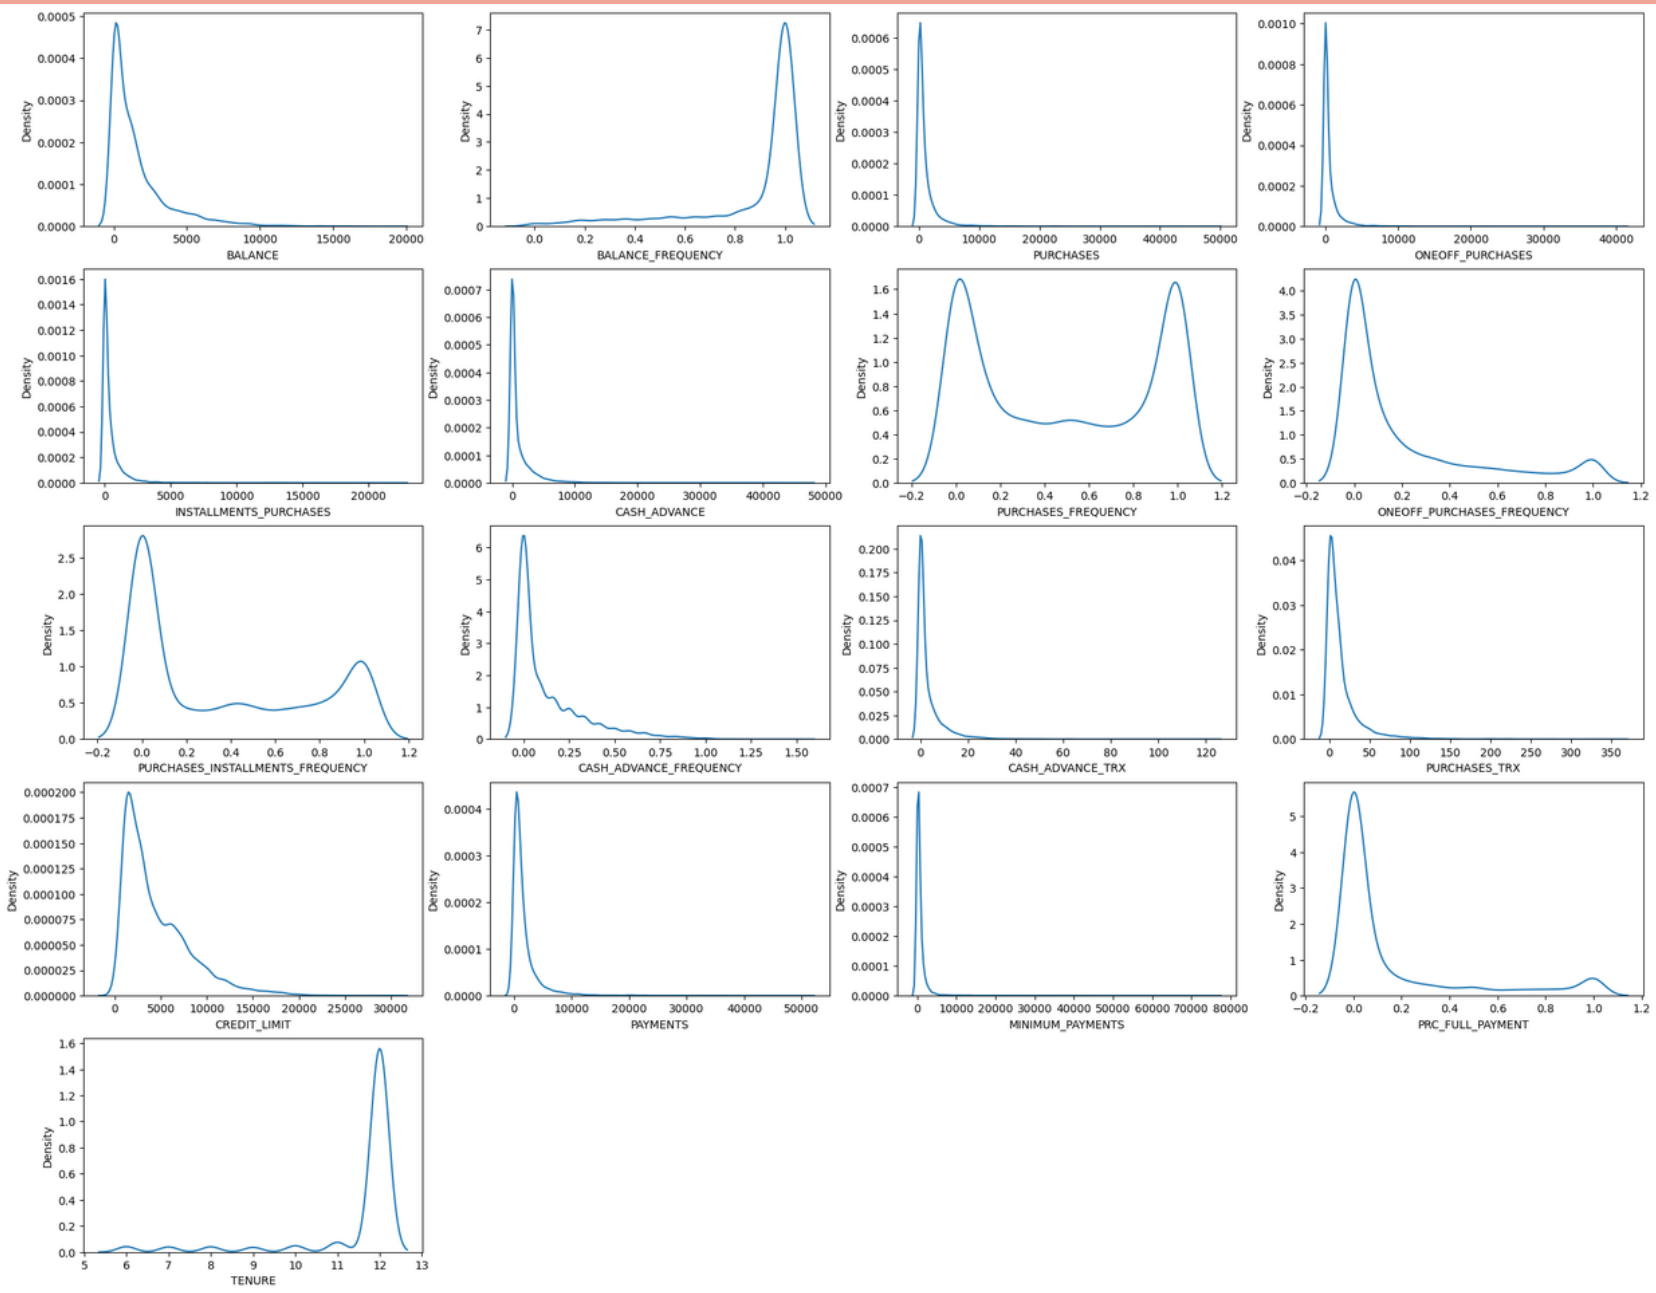 0.0005
0.0004
0.0003
0.0002
0.0001
0.0000
Density
0 5000 10000 15000 20000
BALANCE
7
6
5
4
3
2
1
0
Density
0.0 0.2 0.4 0.6 0.8 1.0
BALANCE_FREQUENCY
0.0006
0.0005
0.0004
0.0003
0.0002
0.0001
0.0000
Density
0 10000 20000 30000 40000 50000
PURCHASES
0.0010
0.0008
0.0006
0.0004
0.0002
0.0000
Density
0 10000 20000 30000 40000
ONEOFF_PURCHASES
0.0016
0.0014
0.0012
0.0010
0.0008
0.0006
0.0004
0.0002
0.0000
Density
0 5000 10000 15000 20000
INSTALLMENTS_PURCHASES
0.0007
0.0006
0.0005
0.0004
0.0003
0.0002
0.0001
0.0000
Density
0 10000 20000 30000 40000 50000
CASH_ADVANCE
1.6
1.4
1.2
1.0
0.8
0.6
0.4
0.2
0.0
Density
−0.2 0.0 0.2 0.4 0.6 0.8 1.0 1.2
PURCHASES_FREQUENCY
4.0
3.5
3.0
2.5
2.0
1.5
1.0
0.5
0.0
Density
−0.2 0.0 0.2 0.4 0.6 0.8 1.0 1.2
ONEOFF_PURCHASES_FREQUENCY
2.5
2.0
1.5
1.0
0.5
0.0
Density
−0.2 0.0 0.2 0.4 0.6 0.8 1.0 1.2
PURCHASES_INSTALLMENTS_FREQUENCY
6
5
4
3
2
1
0
Density
0.00 0.25 0.50 0.75 1.00 1.25 1.50
CASH_ADVANCE_FREQUENCY
0.200
0.175
0.150
0.125
0.100
0.075
0.050
0.025
0.000
Density
0 20 40 60 80 100 120
CASH_ADVANCE_TRX
0.04
0.03
0.02
0.01
0.00
Density
0 50 100 150 200 250 300 350
PURCHASES_TRX
0.000200
0.000175
0.000150
0.000125
0.000100
0.000075
0.000050
0.000025
0.000000
Density
0 5000 10000 15000 20000 25000 30000
CREDIT_LIMIT
0.0004
0.0003
0.0002
0.0001
0.0000
Density
0 10000 20000 30000 40000 50000
PAYMENTS
0.0007
0.0006
0.0005
0.0004
0.0003
0.0002
0.0001
0.0000
Density
0 10000 20000 30000 40000 50000 60000 70000 80000
MINIMUM_PAYMENTS
5
4
3
2
1
0
Density
−0.2 0.0 0.2 0.4 0.6 0.8 1.0 1.2
PRC_FULL_PAYMENT
1.6
1.4
1.2
1.0
0.8
0.6
0.4
0.2
0.0
Density
5 6 7 8 9 10 11 12 13
TENURE